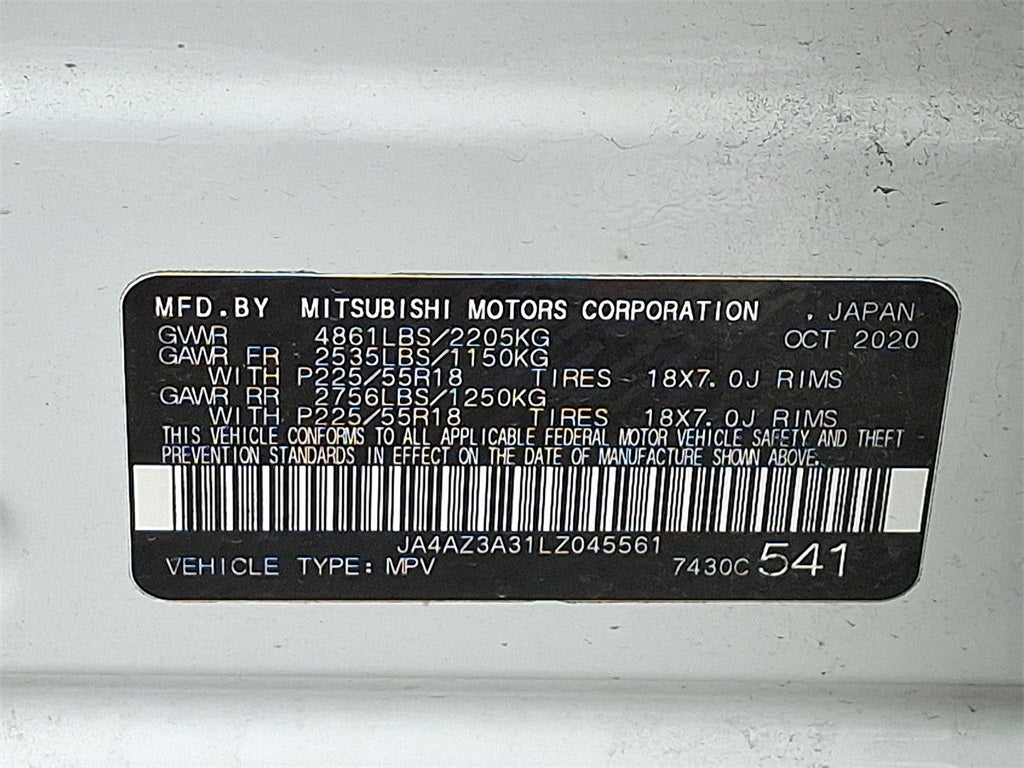 MFD.BY MITSUBISHI MOTORS CORPORATION , JAPAN
GWWR 4861LBS/2205KG OCT 2020
GAWR FR 2535LBS/1150KG
WITH P225/55R18 TIRES 18X7.0J RIMS
GAWR RR 2756LBS/1250KG
WITH P225/55R18 TIRES 18X7.0J RIMS
THIS VEHICLE CONFORMS TO ALL APPLICABLE FEDERAL MOTOR VEHICLE SAFETY AND THEFT
PREVENTION STANDARDS IN EFFECT ON THE DATE OF MANUFACTURE SHOWN ABOVE.
JA4AZ3A31LZ045561
VEHICLE TYPE: MPV 7430C 541